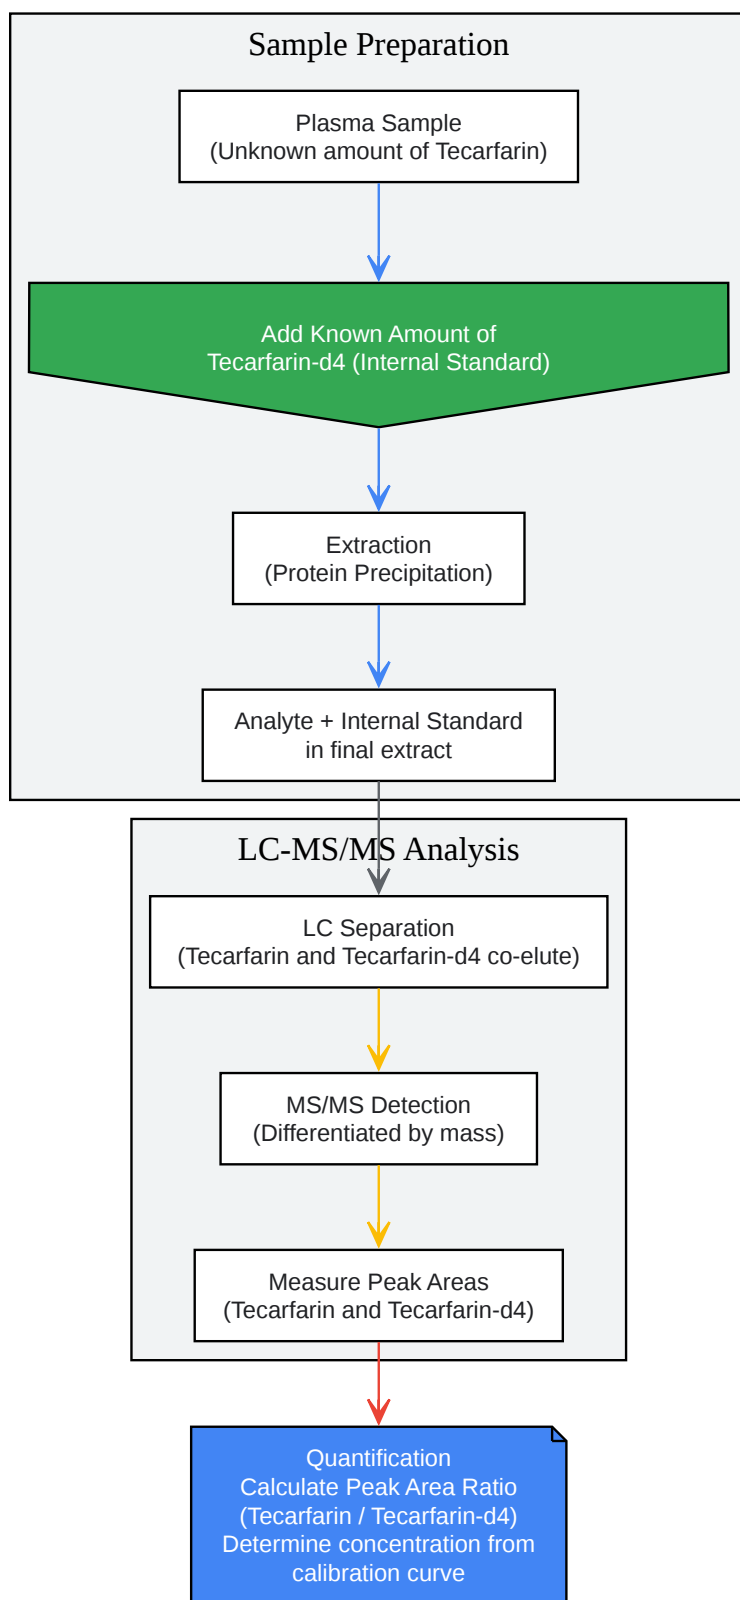 Sample Preparation
Plasma Sample
(Unknown amount of Tecarfarin)
Add Known Amount of
Tecarfarin-d4 (Internal Standard)
Extraction
(Protein Precipitation)
Analyte + Internal Standard
in final extract
LC-MS/MS Analysis
LC Separation
(Tecarfarin and Tecarfarin-d4 co-elute)
MS/MS Detection
(Differentiated by mass)
Measure Peak Areas
(Tecarfarin and Tecarfarin-d4)
Quantification
Calculate Peak Area Ratio
(Tecarfarin / Tecarfarin-d4)
Determine concentration from
calibration curve